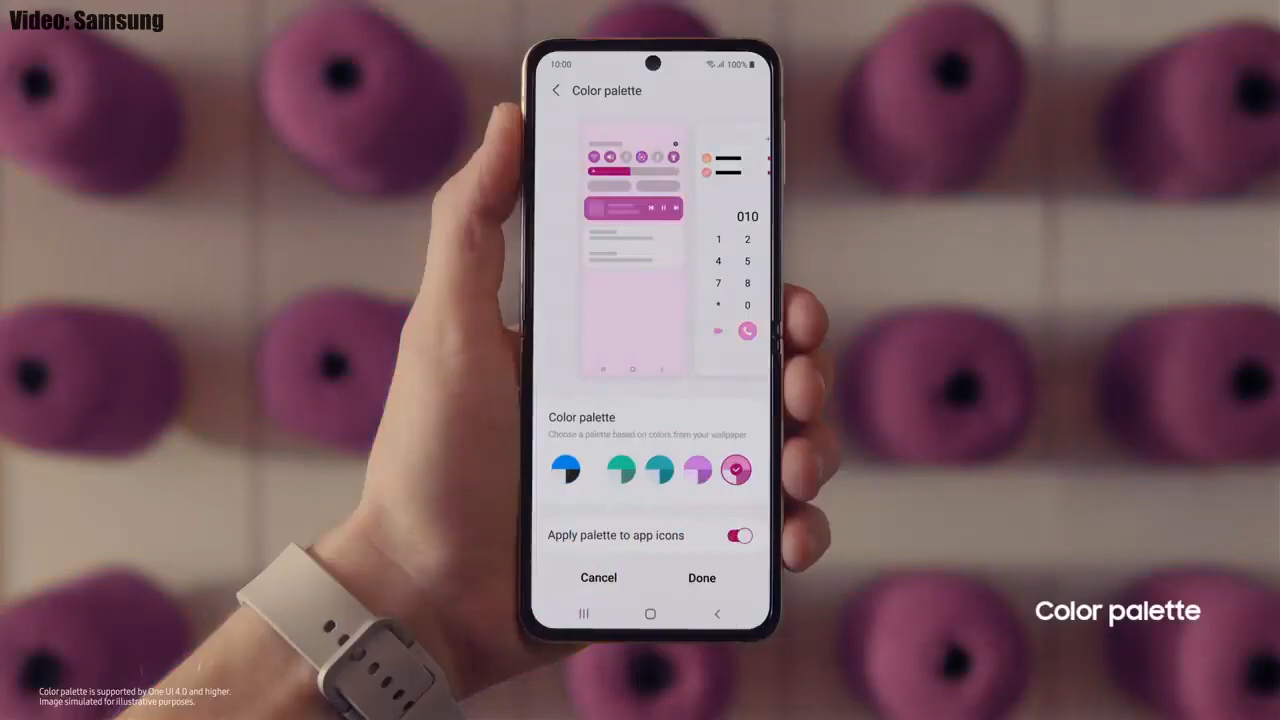 Video: Samsung
10:00
100%
Color palette
010
1 2
4 5
7 8
* 0
Color palette
Choose a palette based on colors from your wallpaper
Apply palette to app icons
Cancel Done
Color palette
Color palette is supported by One UI 4.0 and higher.
Image simulated for illustrative purposes.